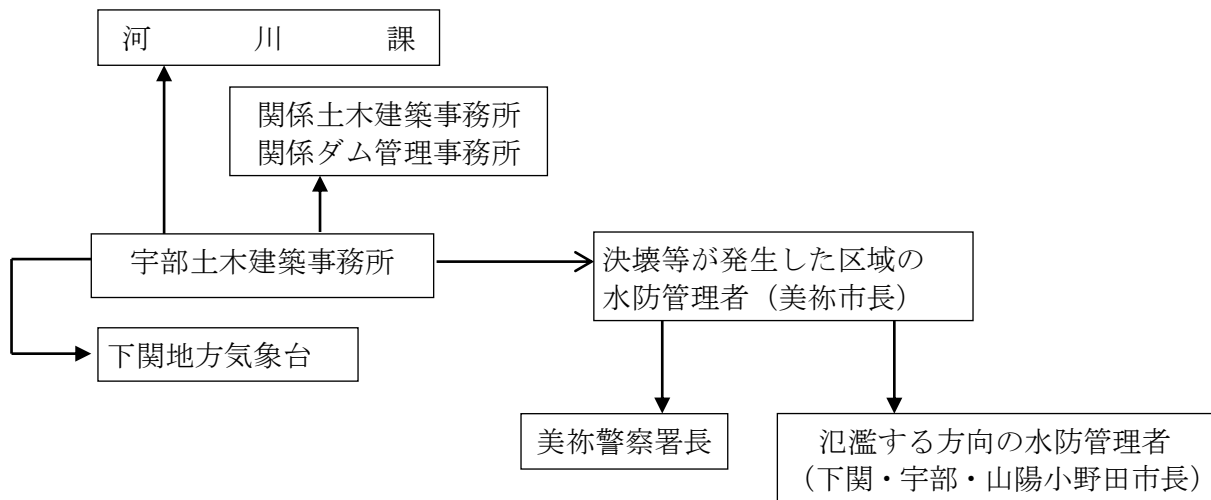 河　川　課
関係土木建築事務所
関係ダム管理事務所
宇部土木建築事務所
決壊等が発生した区域の
水防管理者（美祢市長）
下関地方気象台
美祢警察署長
氾濫する方向の水防管理者
（下関・宇部・山陽小野田市長）